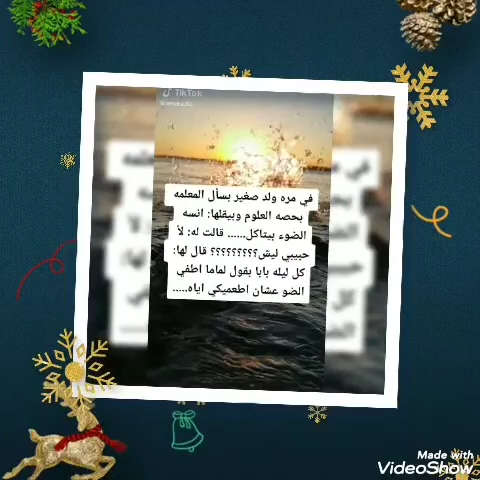 TikTok
في مره ولد صغير بسأل المعلمه
بحصه العلوم وبيقلها: انسه
الضوء بيتاكل...... قالت له: لأ
حبيبي ليش؟؟؟؟؟؟؟؟؟ قال لها:
كل ليله بابا بقول لماما اطفي
الضو عشان اطعميكي اياه.....
Made with
VideoShow